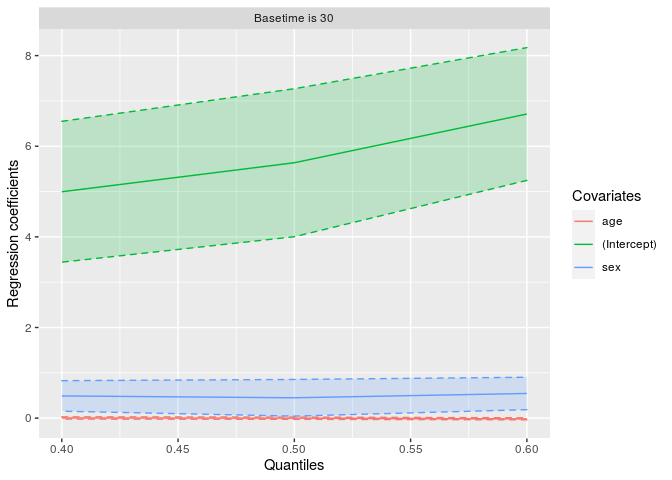 Basetime is 30
8
6
4
2
0
Regression coefficients
0.40
0.45
0.50
0.55
0.60
Quantiles
Covariates
age
(Intercept)
sex